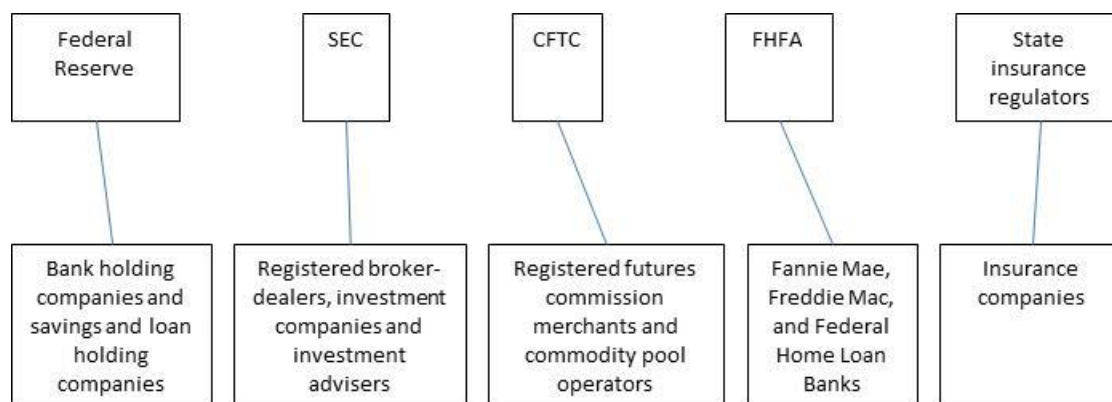 Federal
Reserve
SEC
CFTC
FHFA
State
insurance
regulators
Bank holding
companies and
savings and loan
holding
companies
Registered broker-
dealers, investment
companies and
investment
advisers
Registered futures
commission
merchants and
commodity pool
operators
Fannie Mae,
Freddie Mac,
and Federal
Home Loan
Banks
Insurance
companies